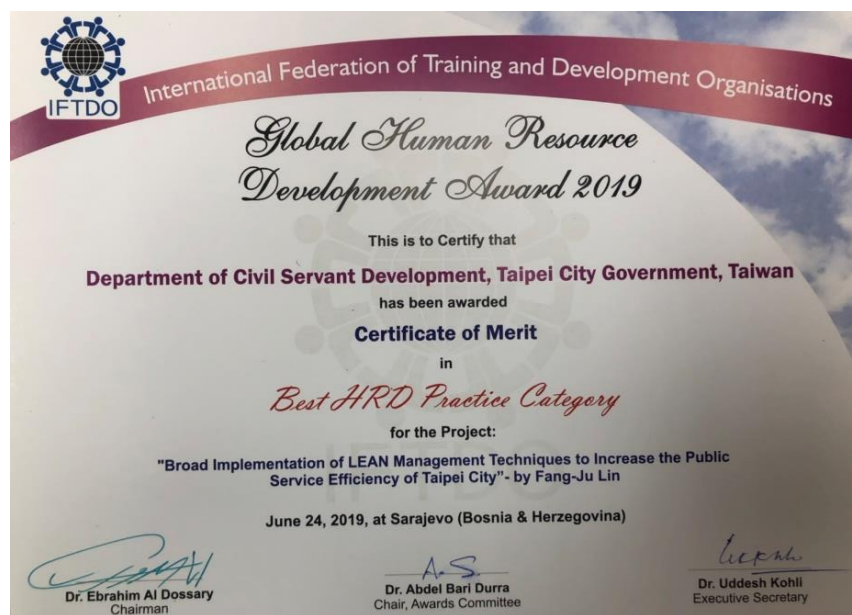 IFTDO
International Federation of Training and Development Organisations
Global Human Resource
Development Award 2019
This is to Certify that
Department of Civil Servant Development, Taipei City Government, Taiwan
has been awarded
Certificate of Merit
in
Best HRD Practice Category
for the Project:
"Broad Implementation of LEAN Management Techniques to Increase the Public
Service Efficiency of Taipei City"- by Fang-Ju Lin
IFTDO
June 24, 2019, at Sarajevo (Bosnia & Herzegovina)
Dr. Ebrahim Al Dossary
Chairman
A.S.
Dr. Abdel Bari Durra
Chair, Awards Committee
Dr. Uddesh Kohli
Executive Secretary